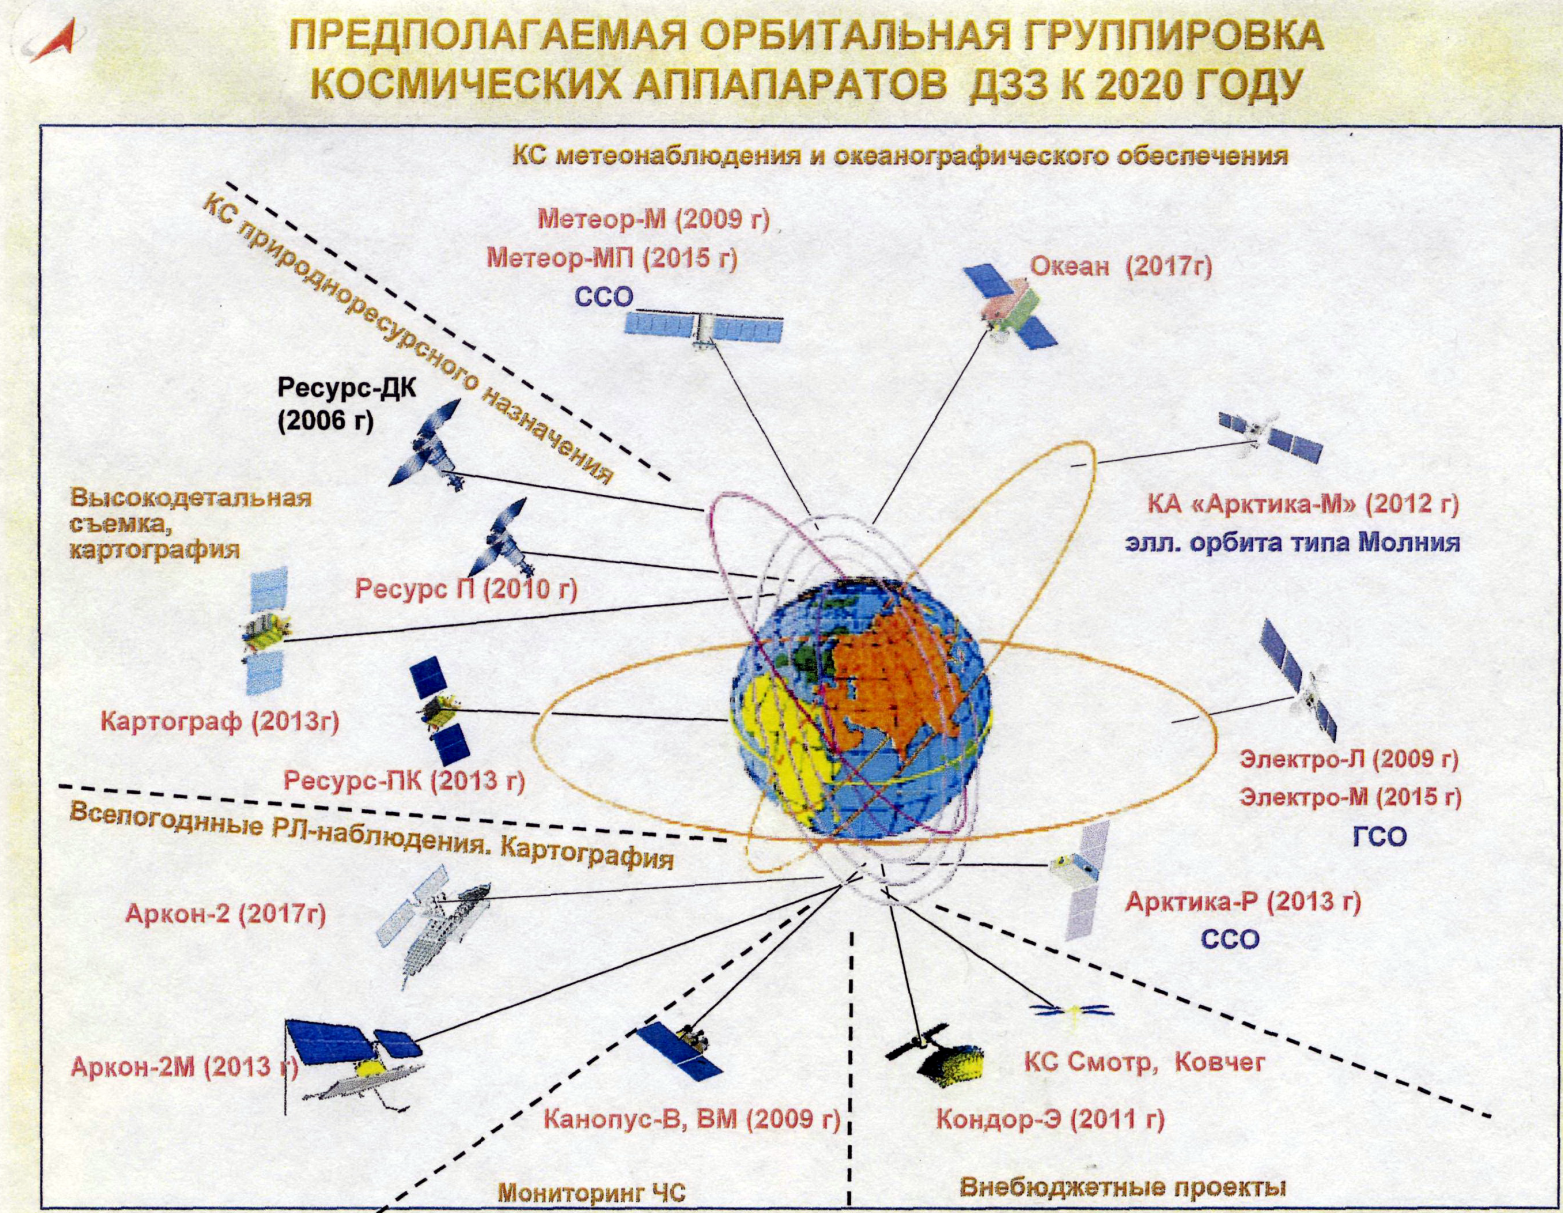 ПРЕДПОЛАГАЕМАЯ ОРБИТАЛЬНАЯ ГРУППИРОВКА
КОСМИЧЕСКИХ АППАРАТОВ ДЗЗ К 2020 ГОДУ
КС метеонаблюдения и океанографического обеспечения
КС природноресурсного назначения
Метеор-М (2009 г)
Метеор-МП (2015 г)
ССО
Океан (2017г)
Ресурс-ДК
(2006 г)
КА «Арктика-М» (2012 г)
элл. орбита типа Молния
Высокодетальная
съемка,
картография
Ресурс П (2010 г)
Картограф (2013г)
Ресурс-ПК (2013 г)
Электро-Л (2009 г)
Электро-М (2015 г)
ГСО
Всепогоднные РЛ-наблюдения. Картография
Аркон-2 (2017г)
Арктика-Р (2013 г)
ССО
Аркон-2М (2013 г)
КС Смотр, Ковчег
Канопус-В, ВМ (2009 г)
Кондор-Э (2011 г)
Мониторинг ЧС
Внебюджетные проекты